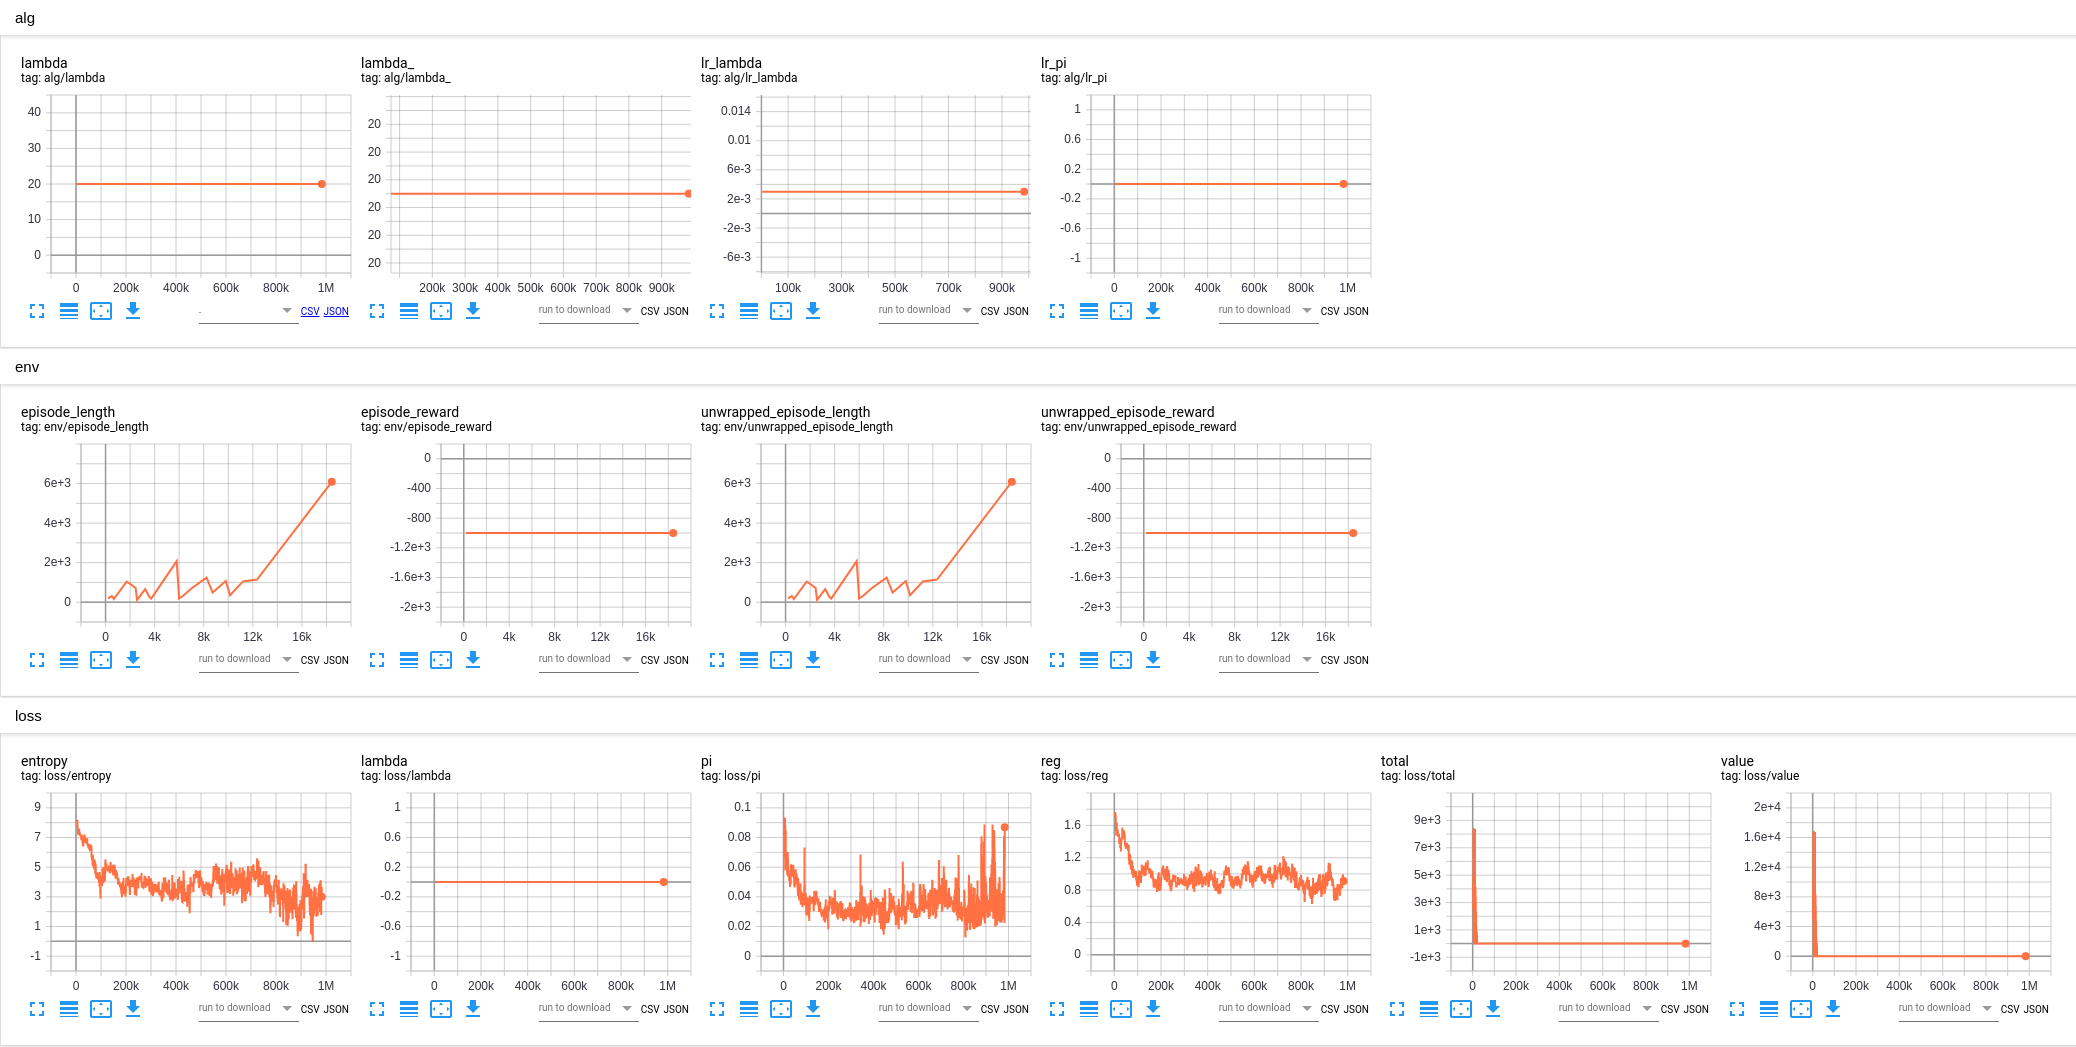 alg
lambda
tag: alg/lambda
40
30
20
10
0
0 200k 400k 600k 800k 1M
. CSV JSON
lambda_
tag: alg/lambda_
20
20
20
20
20
20
200k 300k 400k 500k 600k 700k 800k 900k
run to download CSV JSON
lr_lambda
tag: alg/lr_lambda
0.014
0.01
6e-3
2e-3
-2e-3
-6e-3
100k 300k 500k 700k 900k
run to download CSV JSON
lr_pi
tag: alg/lr_pi
1
0.6
0.2
-0.2
-0.6
-1
0 200k 400k 600k 800k 1M
run to download CSV JSON
env
episode_length
tag: env/episode_length
6e+3
4e+3
2e+3
0
0 4k 8k 12k 16k
run to download CSV JSON
episode_reward
tag: env/episode_reward
0
-400
-800
-1.2e+3
-1.6e+3
-2e+3
0 4k 8k 12k 16k
run to download CSV JSON
unwrapped_episode_length
tag: env/unwrapped_episode_length
6e+3
4e+3
2e+3
0
0 4k 8k 12k 16k
run to download CSV JSON
unwrapped_episode_reward
tag: env/unwrapped_episode_reward
0
-400
-800
-1.2e+3
-1.6e+3
-2e+3
0 4k 8k 12k 16k
run to download CSV JSON
loss
entropy
tag: loss/entropy
9
7
5
3
1
-1
0 200k 400k 600k 800k 1M
run to download CSV JSON
lambda
tag: loss/lambda
1
0.6
0.2
-0.2
-0.6
-1
0 200k 400k 600k 800k 1M
run to download CSV JSON
pi
tag: loss/pi
0.1
0.08
0.06
0.04
0.02
0
0 200k 400k 600k 800k 1M
run to download CSV JSON
reg
tag: loss/reg
1.6
1.2
0.8
0.4
0
0 200k 400k 600k 800k 1M
run to download CSV JSON
total
tag: loss/total
9e+3
7e+3
5e+3
3e+3
1e+3
-1e+3
0 200k 400k 600k 800k 1M
run to download CSV JSON
value
tag: loss/value
2e+4
1.6e+4
1.2e+4
8e+3
4e+3
0
0 200k 400k 600k 800k 1M
run to download CSV JSON